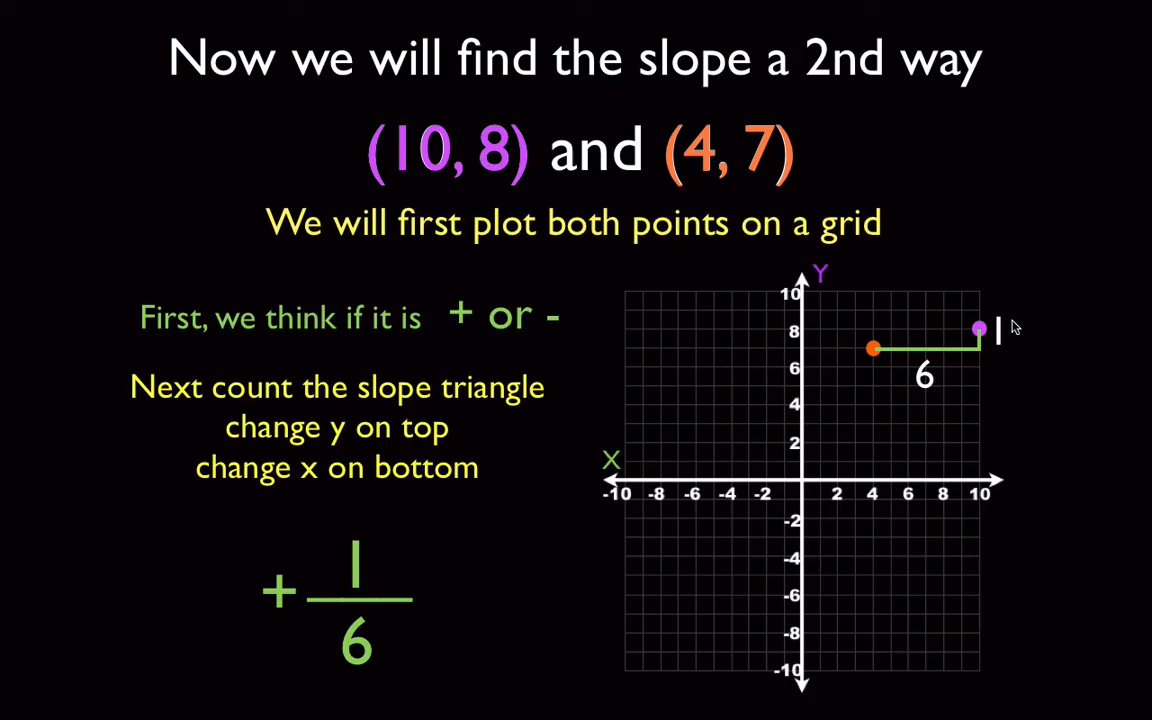 Now we will find the slope a 2nd way
(10, 8) and (4, 7)
We will first plot both points on a grid
First, we think if it is + or -
Next count the slope triangle
change y on top
change x on bottom
+ 1
6
Y
10
8
6
4
2
X
-10 -8 -6 -4 -2 2 4 6 8 10
-2
-4
-6
-8
-10
1
6